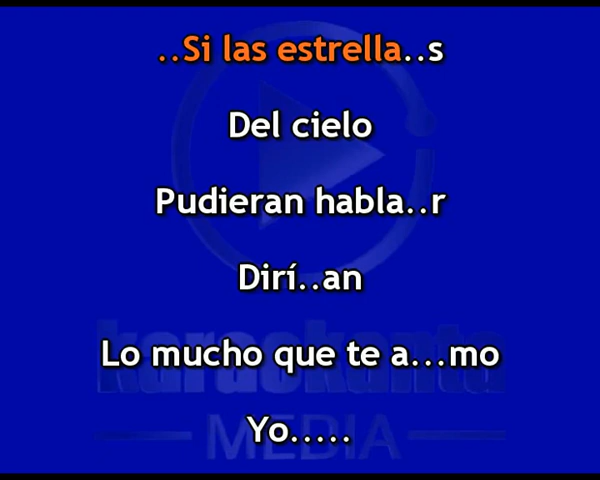 ..Si las estrella..s
Del cielo
Pudieran habla..r
Dirí..an
Lo mucho que te a...mo
Yo.....
karaokanta
MEDIA